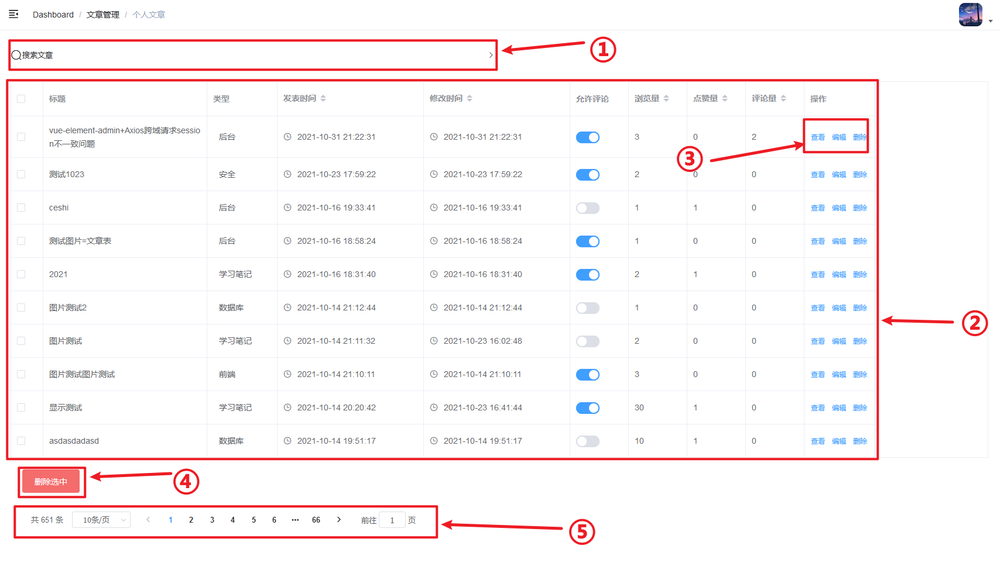 Dashboard / 文章管理 / 个人文章
搜索文章
①
标题 类型 发表时间 修改时间 允许评论 浏览量 点赞量 评论量 操作
vue-element-admin+Axios跨域请求sessio
n不一致问题 后台 2021-10-31 21:22:31 2021-10-31 21:22:31 3 0 2 查看 编辑 删除
③
测试1023 安全 2021-10-23 17:59:22 2021-10-23 17:59:22 2 0 0 查看 编辑 删除
ceshi 后台 2021-10-16 19:33:41 2021-10-16 19:33:41 1 1 0 查看 编辑 删除
测试图片=文章表 后台 2021-10-16 18:58:24 2021-10-16 18:58:24 1 0 0 查看 编辑 删除
2021 学习笔记 2021-10-16 18:31:40 2021-10-16 18:31:40 2 1 0 查看 编辑 删除
图片测试2 数据库 2021-10-14 21:12:44 2021-10-14 21:12:44 1 0 0 查看 编辑 删除
②
图片测试 学习笔记 2021-10-14 21:11:32 2021-10-23 16:02:48 2 0 0 查看 编辑 删除
图片测试图片测试 前端 2021-10-14 21:10:11 2021-10-14 21:10:11 3 0 0 查看 编辑 删除
显示测试 学习笔记 2021-10-14 20:20:42 2021-10-23 16:41:44 30 1 0 查看 编辑 删除
asdasdadasd 数据库 2021-10-14 19:51:17 2021-10-14 19:51:17 10 1 0 查看 编辑 删除
删除选中
④
共 651 条 10条/页 1 2 3 4 5 6 ••• 66 前往 1 页
⑤